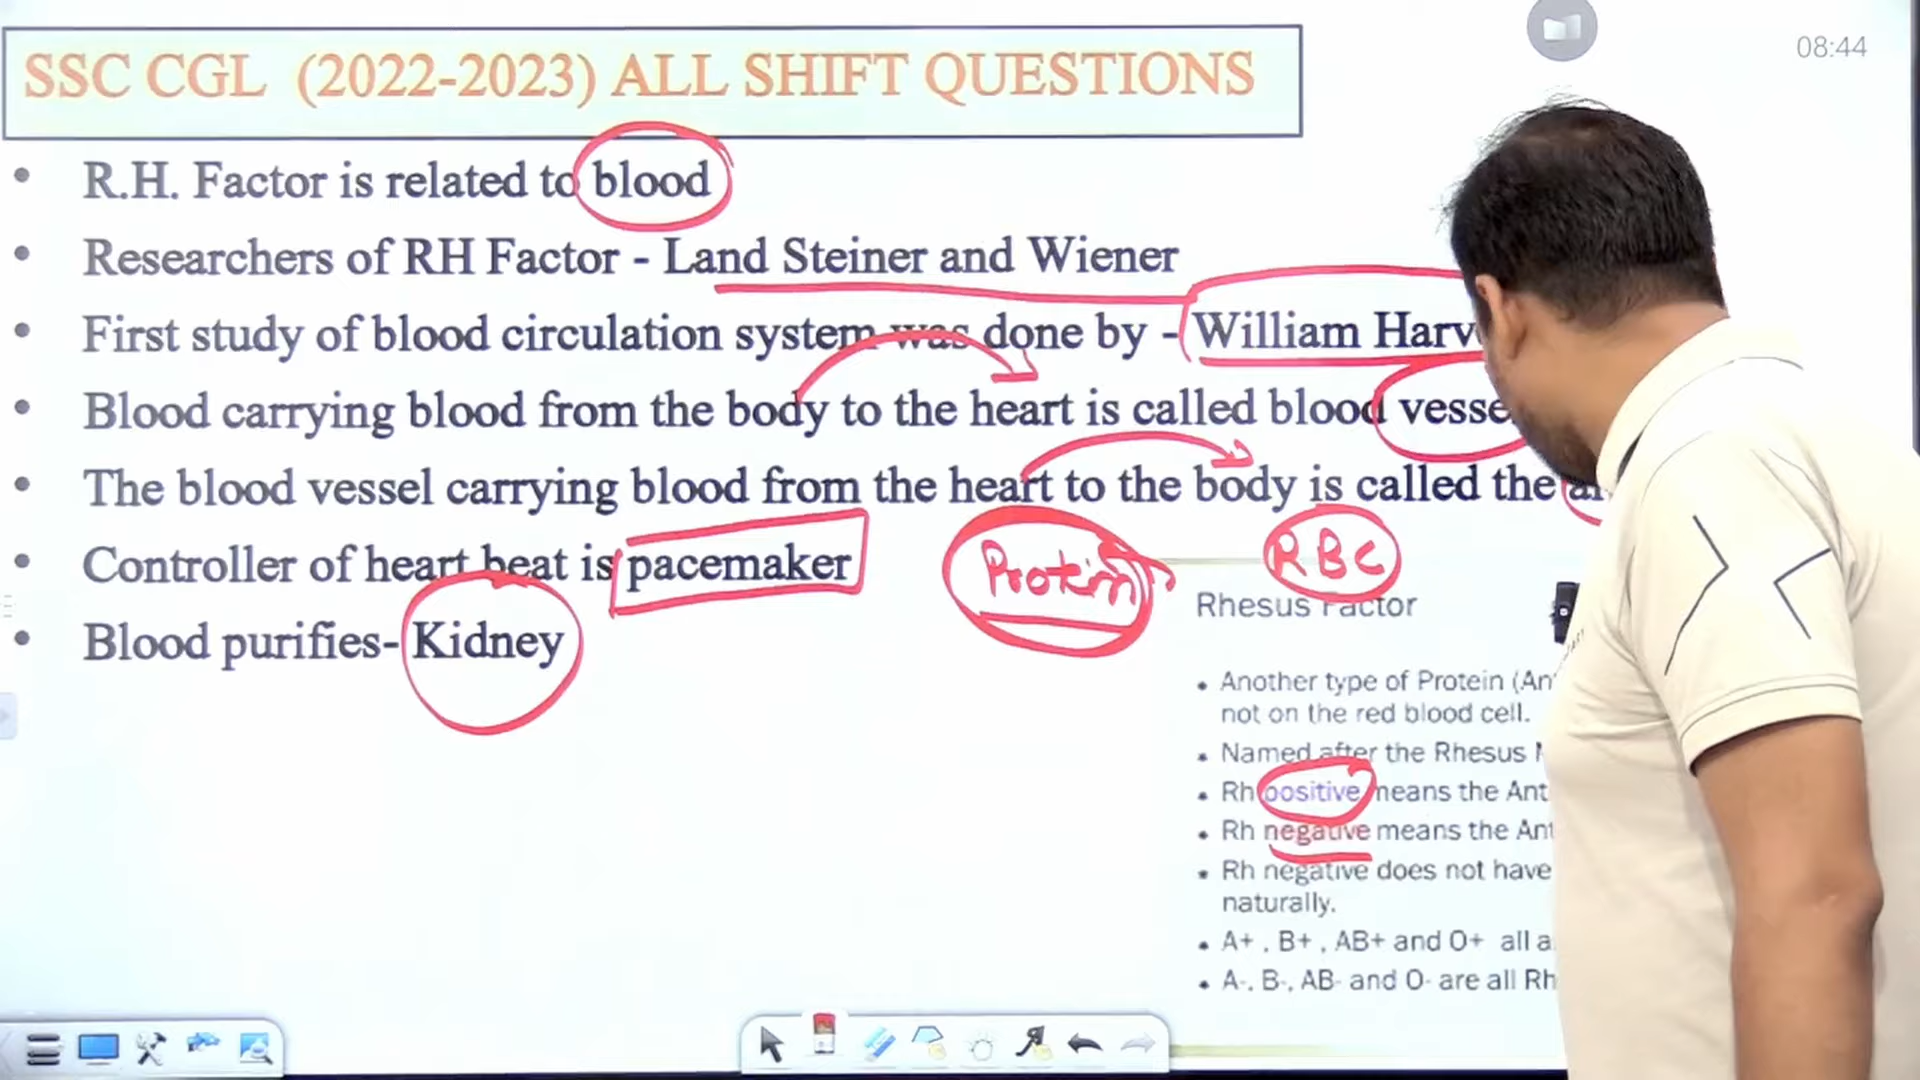 08:44
SSC CGL (2022-2023) ALL SHIFT QUESTIONS
• R.H. Factor is related to blood
• Researchers of RH Factor - Land Steiner and Wiener
• First study of blood circulation system was done by - William
• Blood carrying blood from the body to the heart is called blood
• The blood vessel carrying blood from the heart to the body is called the
• Controller of heart beat is pacemaker
• Blood purifies- Kidney
Protein
RBC
Rhesus Factor
• Another type of Protein
not on the red blood cell.
• Named after the Rhesus
• Rh positive means the
• Rh negative means the
• Rh negative does not have
naturally.
• A+ , B+ , AB+ and O+ all
• A-, B-, AB- and O- are all Rh